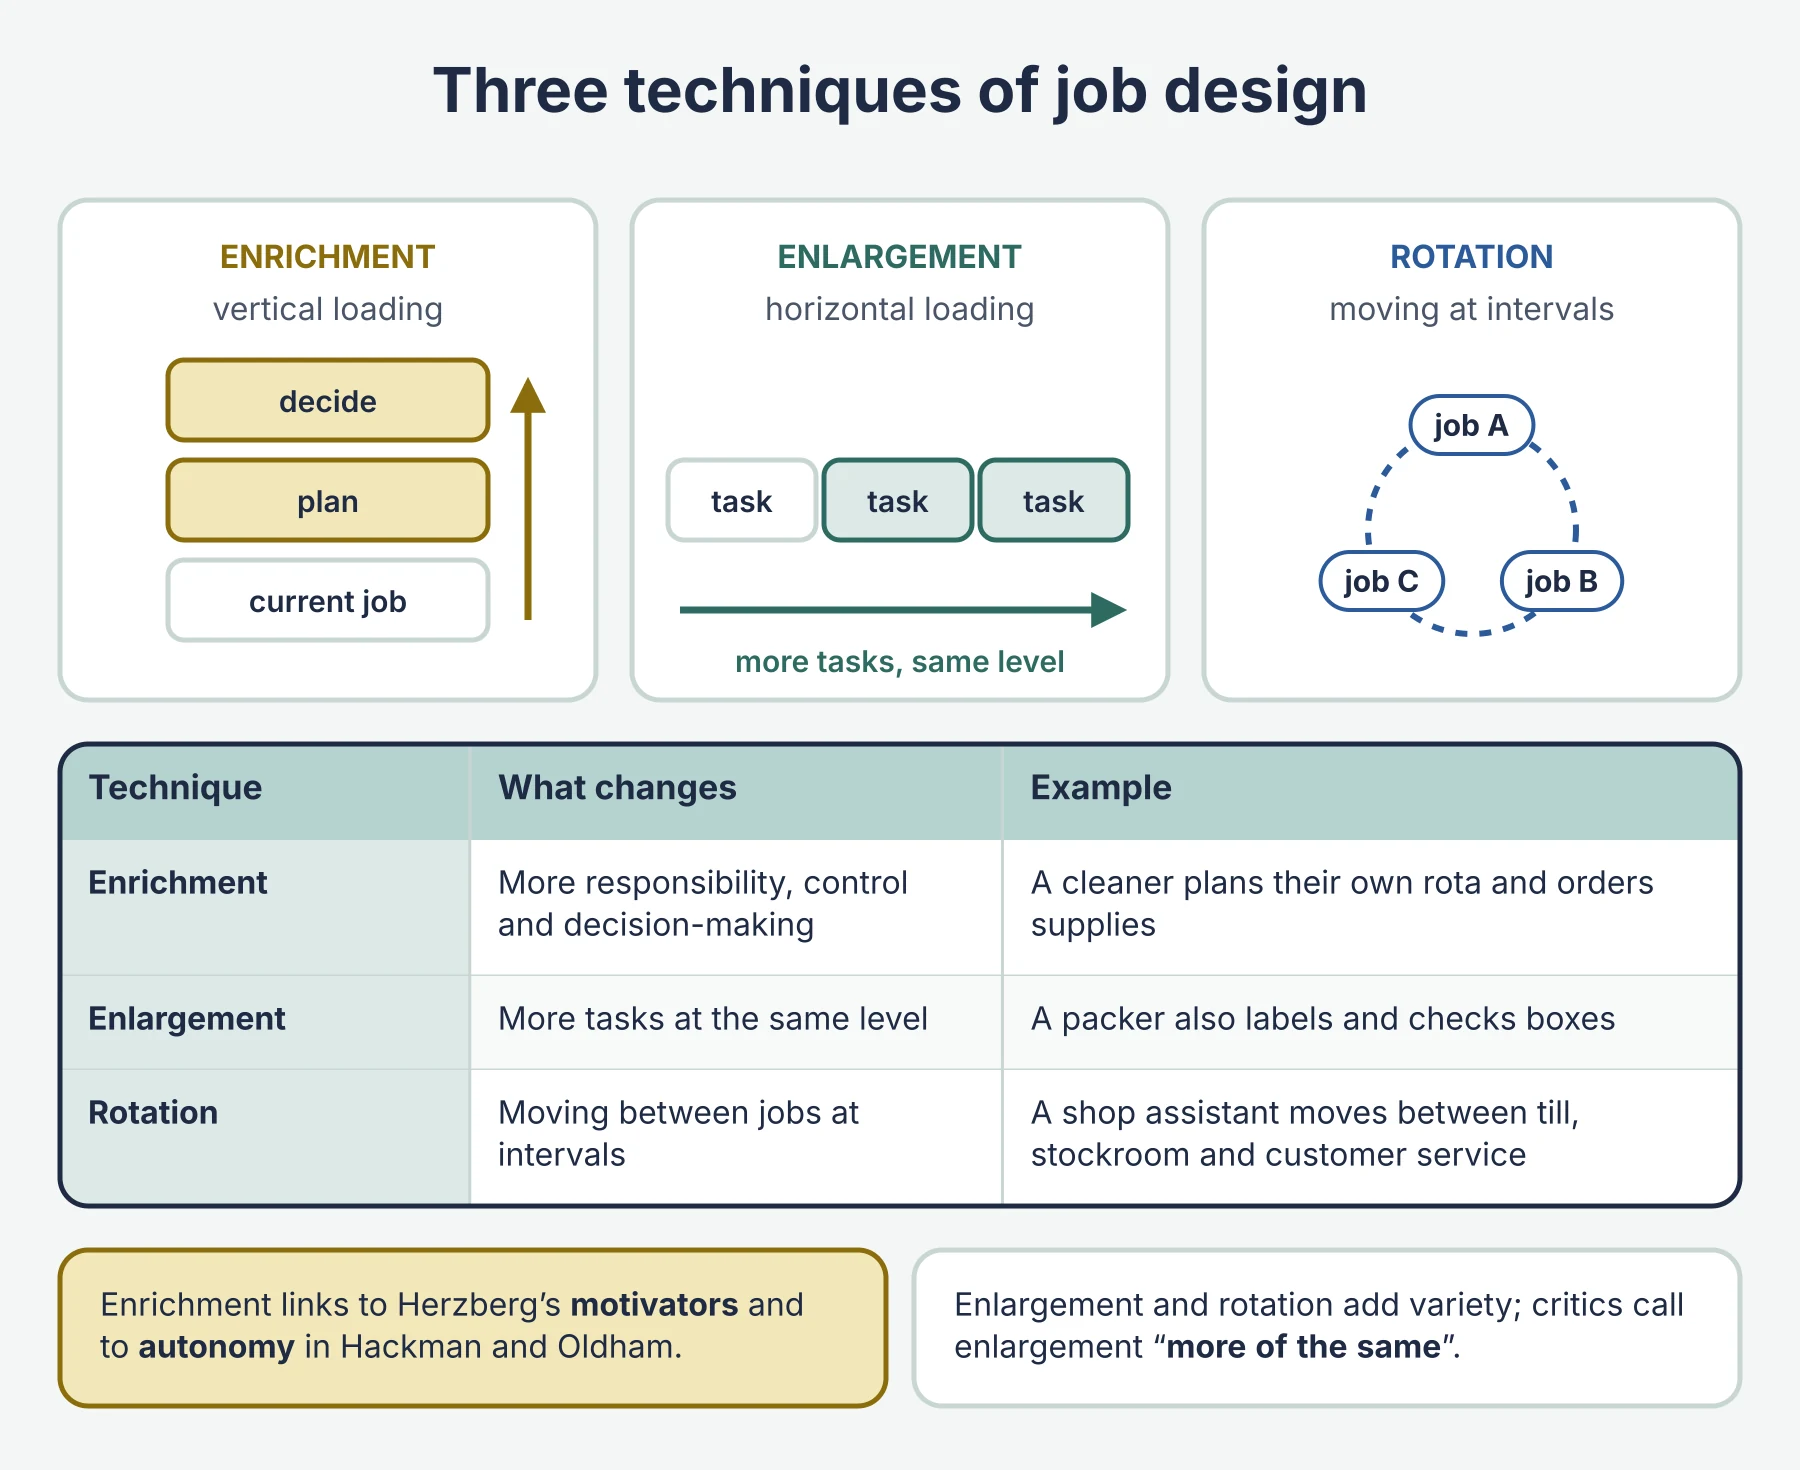 Three techniques of job design
ENRICHMENT
vertical loading
decide
plan
current job
ENLARGEMENT
horizontal loading
task
task
task
more tasks, same level
ROTATION
moving at intervals
job A
job C
job B
Technique
What changes
Example
Enrichment
More responsibility, control
and decision-making
A cleaner plans their own rota and orders
supplies
Enlargement
More tasks at the same level
A packer also labels and checks boxes
Rotation
Moving between jobs at
intervals
A shop assistant moves between till,
stockroom and customer service
Enrichment links to Herzberg’s motivators and
to autonomy in Hackman and Oldham.
Enlargement and rotation add variety; critics call
enlargement “more of the same”.